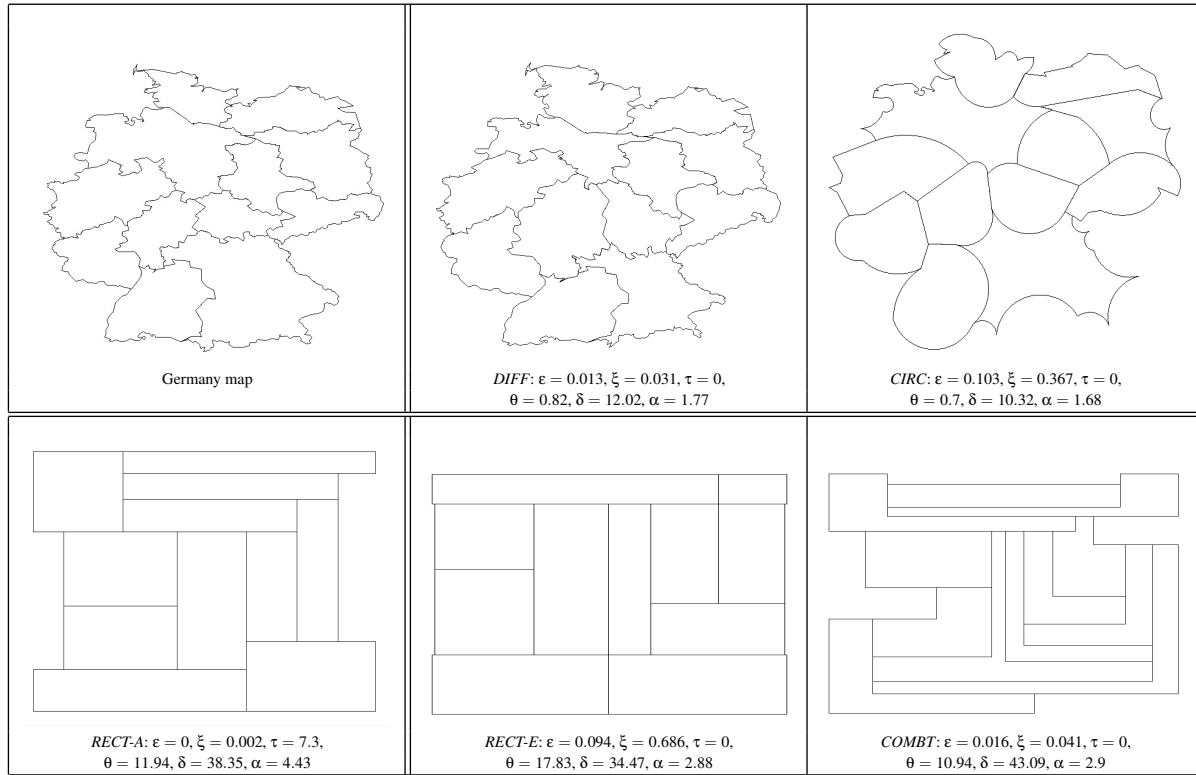 Germany map
DIFF: ε = 0.013, ξ = 0.031, τ = 0,
θ = 0.82, δ = 12.02, α = 1.77
CIRC: ε = 0.103, ξ = 0.367, τ = 0,
θ = 0.7, δ = 10.32, α = 1.68
RECT-A: ε = 0, ξ = 0.002, τ = 7.3,
θ = 11.94, δ = 38.35, α = 4.43
RECT-E: ε = 0.094, ξ = 0.686, τ = 0,
θ = 17.83, δ = 34.47, α = 2.88
COMBT: ε = 0.016, ξ = 0.041, τ = 0,
θ = 10.94, δ = 43.09, α = 2.9